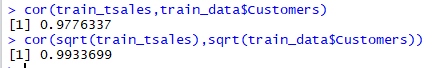 > cor(train_tsales,train_data$Customers)
[1] 0.9776337
> cor(sqrt(train_tsales),sqrt(train_data$Customers))
[1] 0.9933699